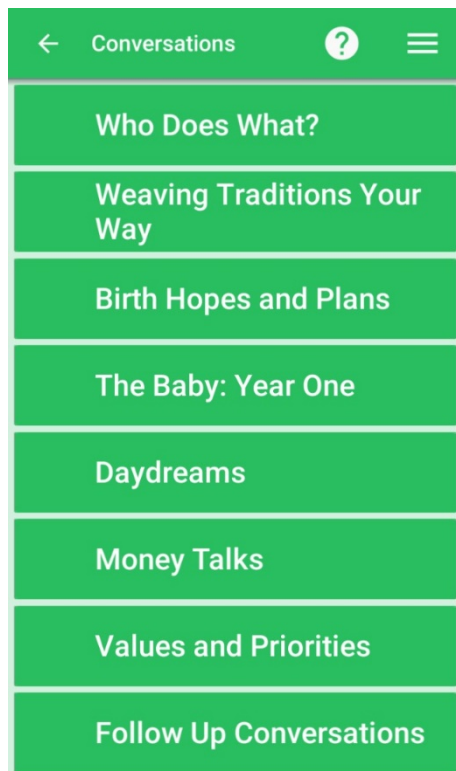 Conversations ?
Who Does What?
Weaving Traditions Your
Way
Birth Hopes and Plans
The Baby: Year One
Daydreams
Money Talks
Values and Priorities
Follow Up Conversations